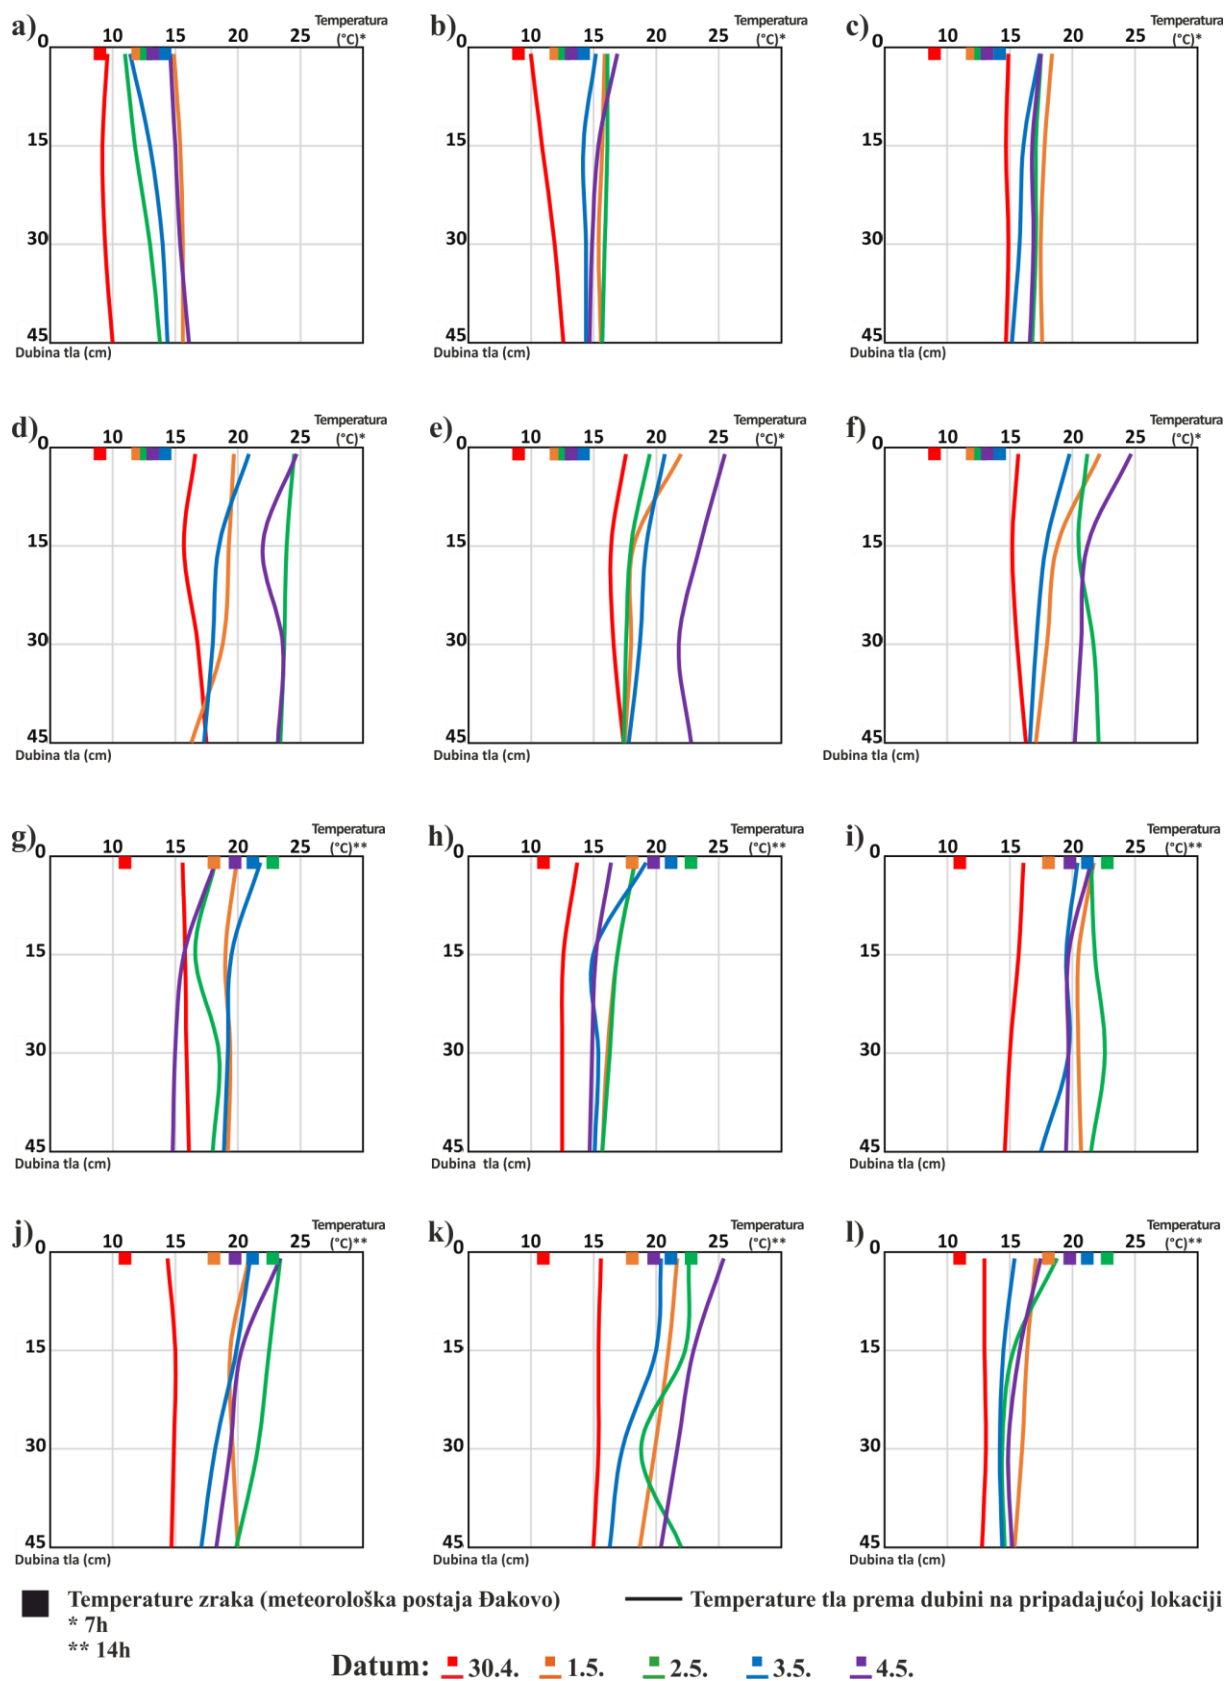 a) b) c)
Temperatura Temperatura Temperatura
0 10 15 20 25 (°C)* 0 10 15 20 25 (°C)* 0 10 15 20 25 (°C)*
15 15 15
30 30 30
45 45 45
Dubina tla (cm) Dubina tla (cm) Dubina tla (cm)
d) e) f)
Temperatura Temperatura Temperatura
0 10 15 20 25 (°C)* 0 10 15 20 25 (°C)* 0 10 15 20 25 (°C)*
15 15 15
30 30 30
45 45 45
Dubina tla (cm) Dubina tla (cm) Dubina tla (cm)
g) h) i)
Temperatura Temperatura Temperatura
0 10 15 20 25 (°C)** 0 10 15 20 25 (°C)** 0 10 15 20 25 (°C)**
15 15 15
30 30 30
45 45 45
Dubina tla (cm) Dubina tla (cm) Dubina tla (cm)
j) k) l)
Temperatura Temperatura Temperatura
0 10 15 20 25 (°C)** 0 10 15 20 25 (°C)** 0 10 15 20 25 (°C)**
15 15 15
30 30 30
45 45 45
Dubina tla (cm) Dubina tla (cm) Dubina tla (cm)
Temperature zraka (meteorološka postaja Đakovo) Temperature tla prema dubini na pripadajućoj lokaciji
* 7h
** 14h
Datum: 30.4. 1.5. 2.5. 3.5. 4.5.